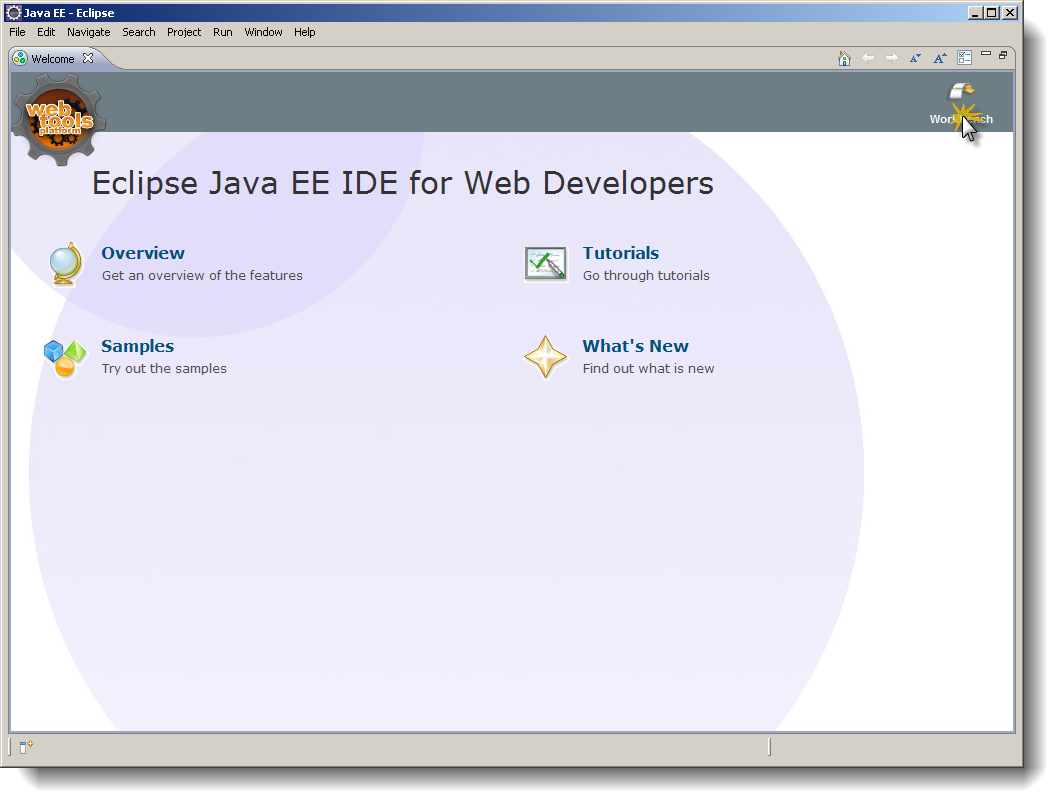 Java EE - Eclipse
File Edit Navigate Search Project Run Window Help
Welcome
web
tools
platform
Eclipse Java EE IDE for Web Developers
Overview
Get an overview of the features
Tutorials
Go through tutorials
Samples
Try out the samples
What's New
Find out what is new